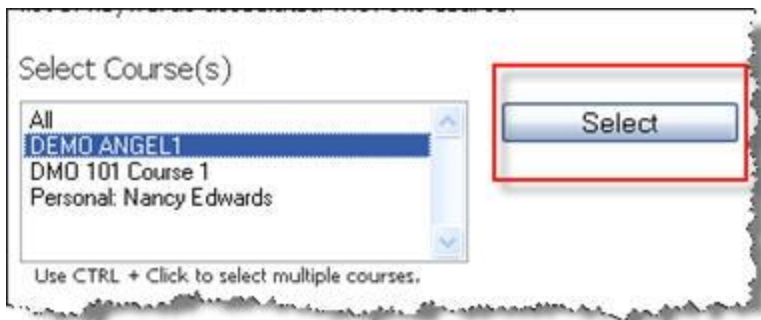 Select Course(s)
All
DEMO ANGEL1
DMO 101 Course 1
Personal: Nancy Edwards
Select
Use CTRL + Click to select multiple courses.